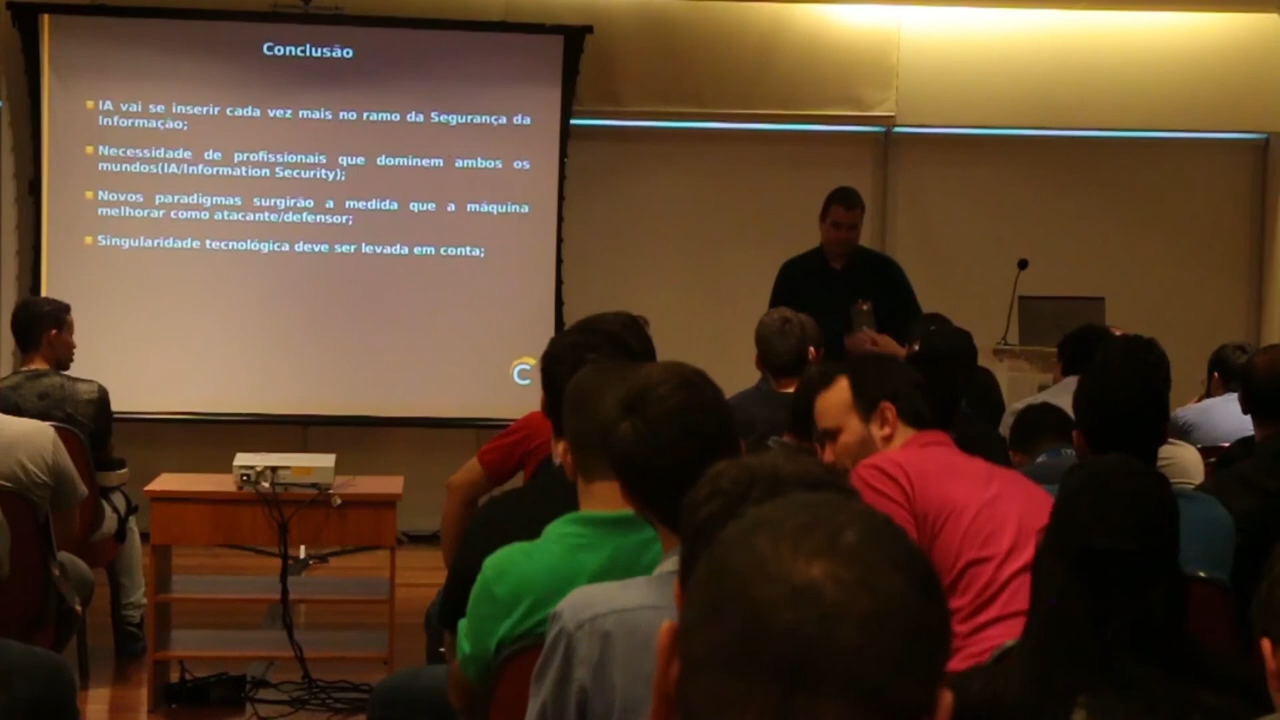 Conclusão
IA vai se inserir cada vez mais no ramo da Segurança da
Informação;
Necessidade de profissionais que dominem ambos os
mundos(IA/Information Security);
Novos paradigmas surgirão a medida que a máquina
melhorar como atacante/defensor;
Singularidade tecnológica deve ser levada em conta;
C